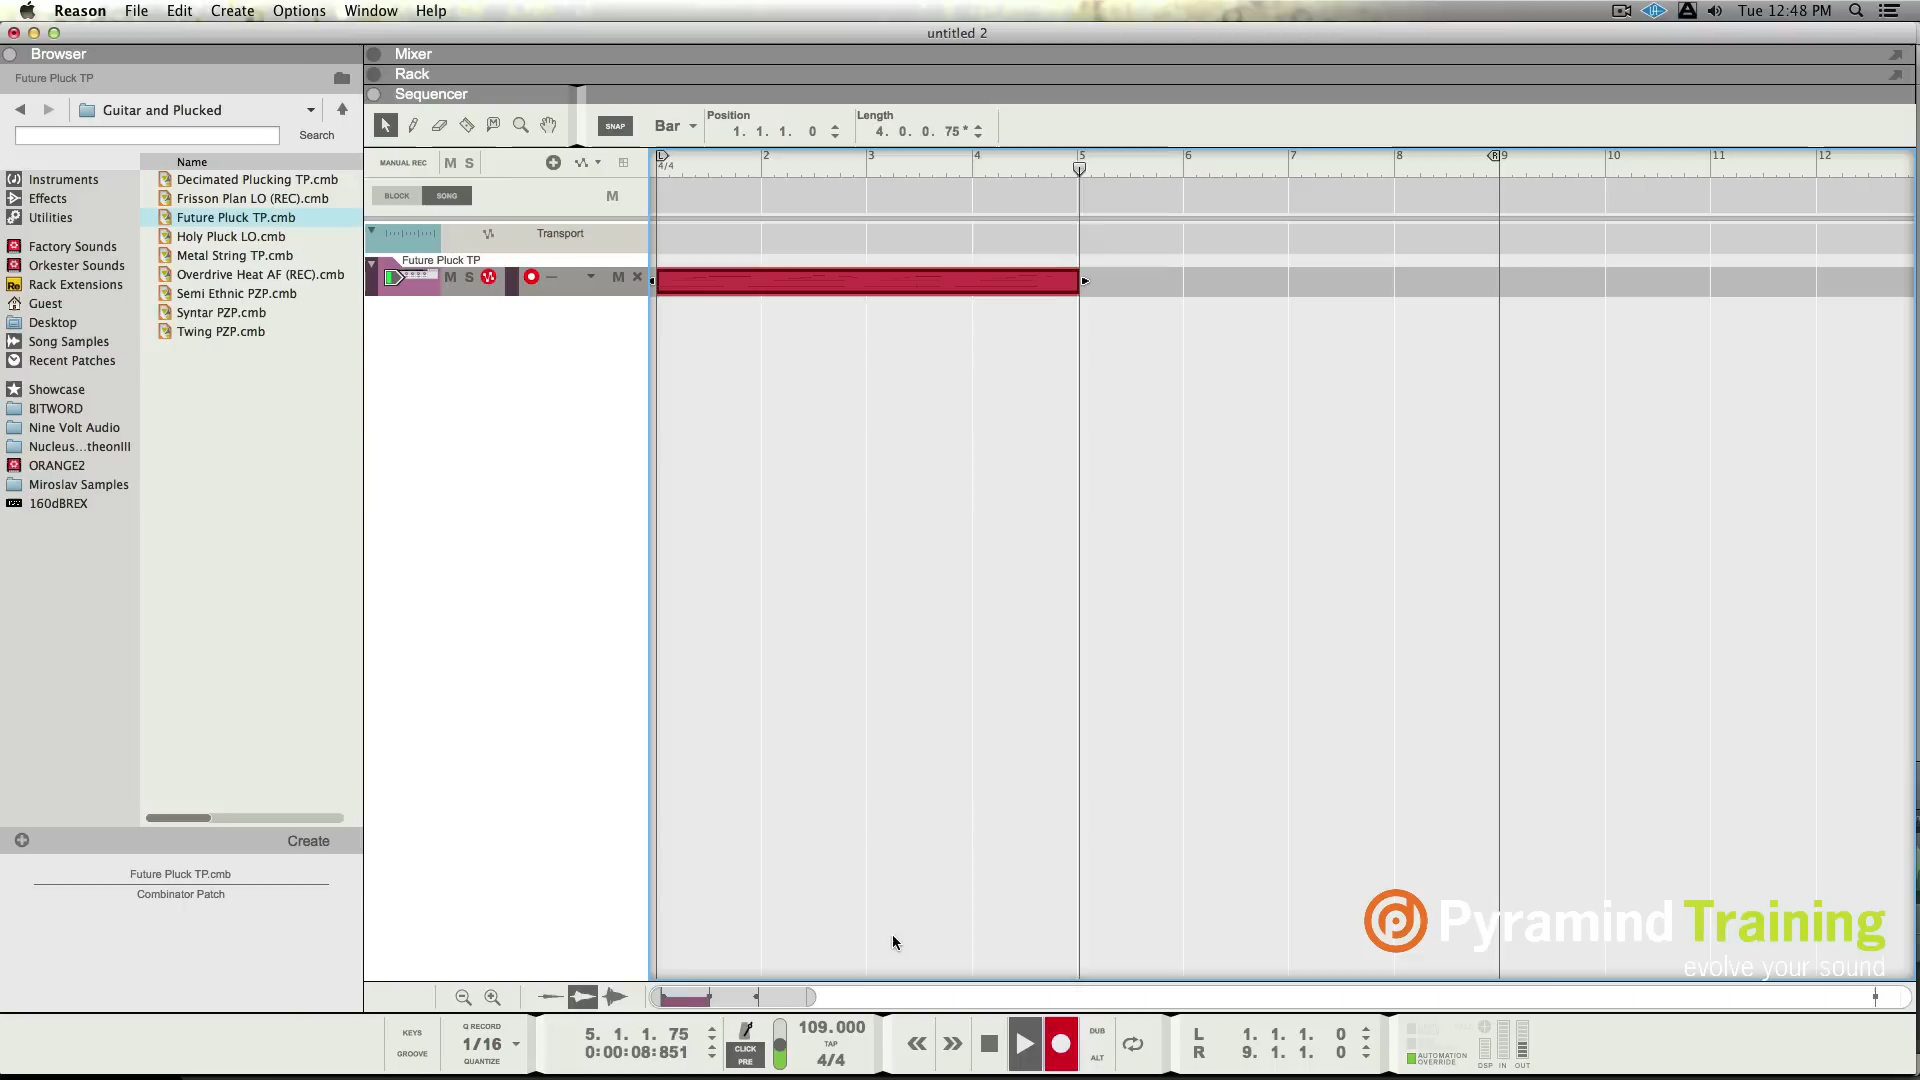 Reason File Edit Create Options Window Help Tue 12:48 PM
untitled 2
Browser
Future Pluck TP
Guitar and Plucked
Search
Name
Instruments
Effects
Utilities
Factory Sounds
Orkester Sounds
Rack Extensions
Guest
Desktop
Song Samples
Recent Patches
Showcase
BITWORD
Nine Volt Audio
Nucleus...theonIII
ORANGE2
Miroslav Samples
160dBREX
Decimated Plucking TP.cmb
Frisson Plan LO (REC).cmb
Future Pluck TP.cmb
Holy Pluck LO.cmb
Metal String TP.cmb
Overdrive Heat AF (REC).cmb
Semi Ethnic PZP.cmb
Syntar PZP.cmb
Twing PZP.cmb
Create
Future Pluck TP.cmb
Combinator Patch
Mixer
Rack
Sequencer
SNAP Bar
Position
1. 1. 1. 0
Length
4. 0. 0. 75*
MANUAL REC M S
BLOCK SONG M
L 2 3 4 5 6 7 8 R 9 10 11 12
4/4
Transport
Future Pluck TP
M S M
Pyramind Training
evolve your sound
KEYS
GROOVE
Q RECORD
1/16
QUANTIZE
5. 1. 1. 75
0:00:08:851
CLICK
PRE
109.000
TAP
4/4
DUB
ALT
L 1. 1. 1. 0
R 9. 1. 1. 0
AUTOMATION
OVERRIDE
DSP IN OUT